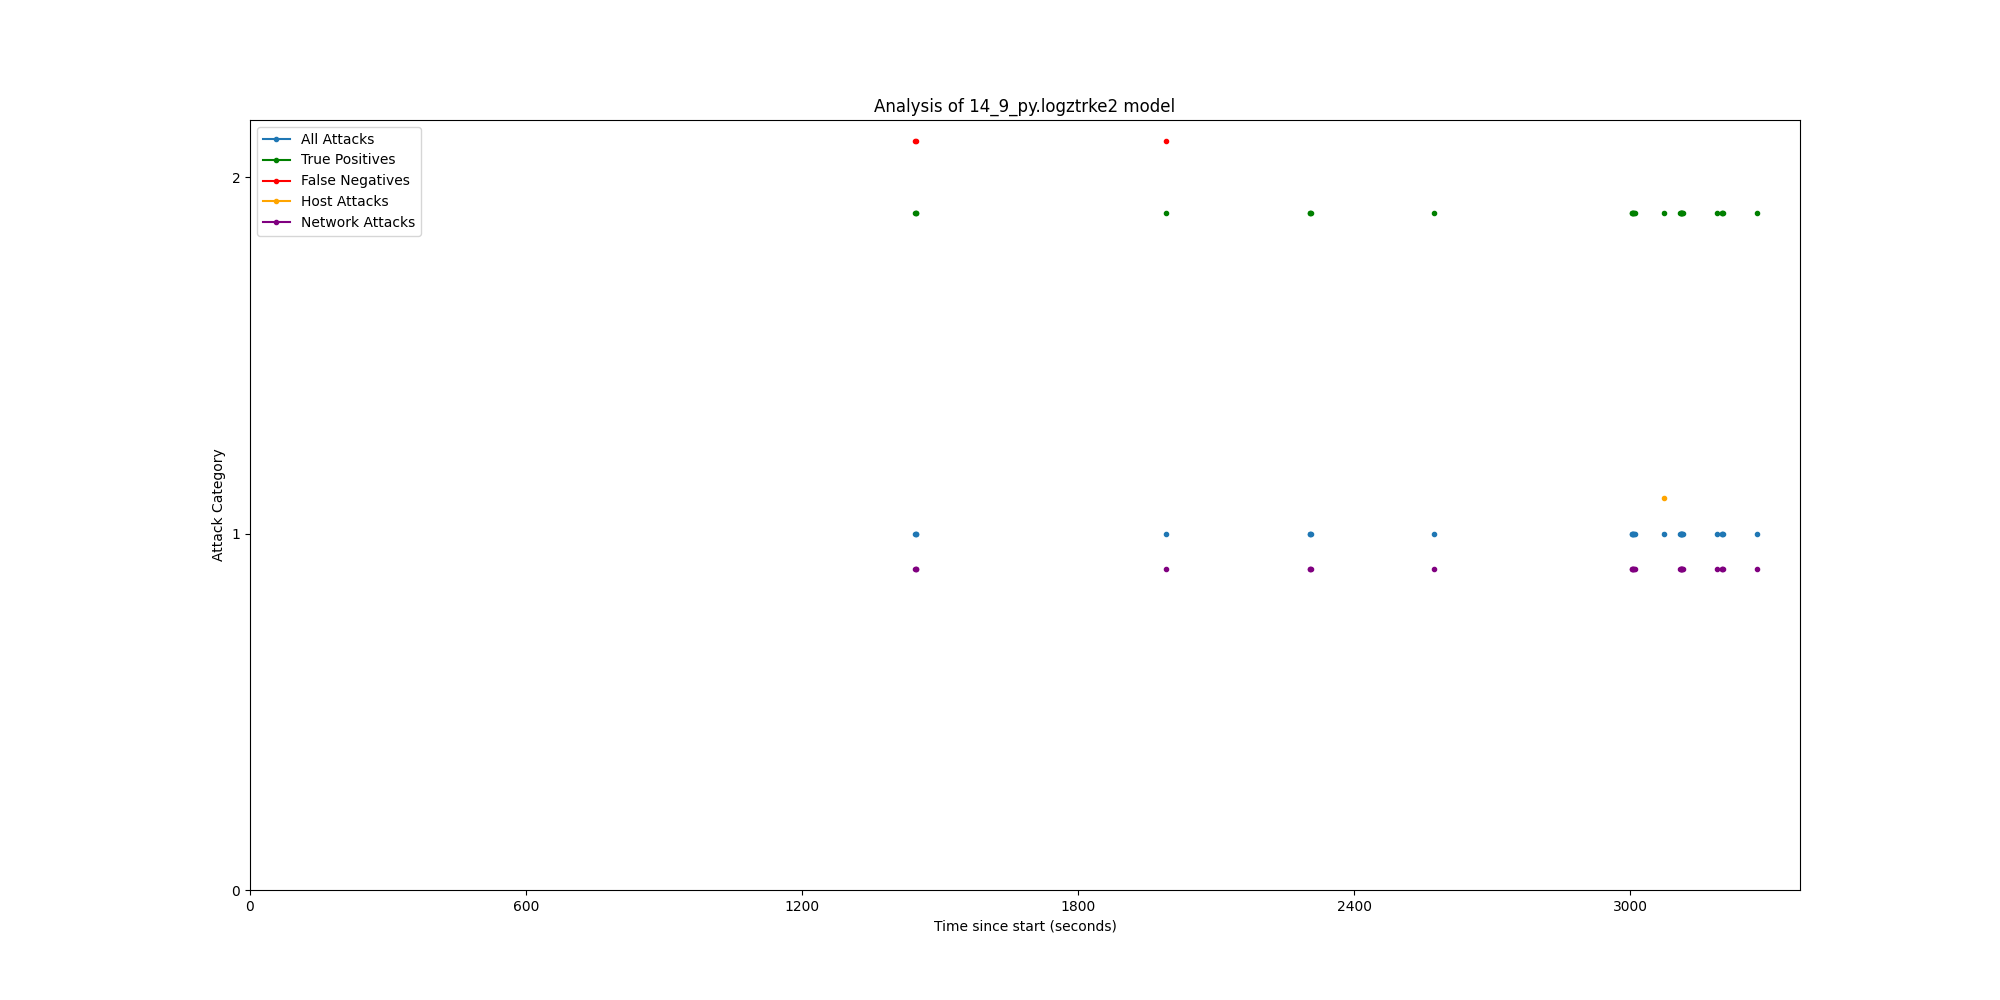 Analysis of 14_9_py.logztrke2 model
All Attacks
True Positives
False Negatives
Host Attacks
Network Attacks
2
1
0
Attack Category
0 600 1200 1800 2400 3000
Time since start (seconds)